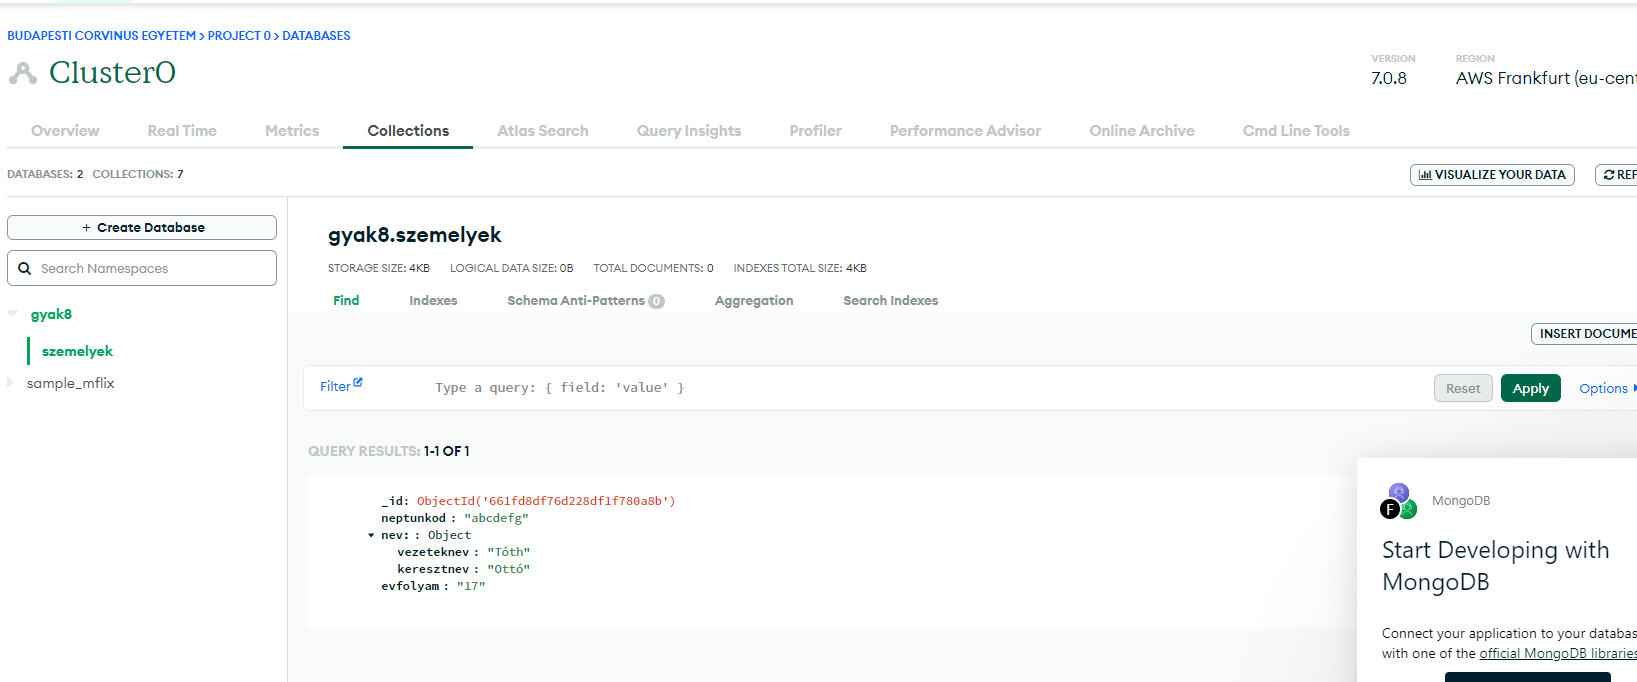 BUDAPESTI CORVINUS EGYETEM > PROJECT 0 > DATABASES
Cluster0
VERSION
7.0.8
REGION
AWS Frankfurt (eu-cent
Overview Real Time Metrics Collections Atlas Search Query Insights Profiler Performance Advisor Online Archive Cmd Line Tools
DATABASES: 2 COLLECTIONS: 7
VISUALIZE YOUR DATA
REF
+ Create Database
Search Namespaces
gyak8
szemelyek
sample_mflix
gyak8.szemelyek
STORAGE SIZE: 4KB LOGICAL DATA SIZE: 0B TOTAL DOCUMENTS: 0 INDEXES TOTAL SIZE: 4KB
Find Indexes Schema Anti-Patterns 0 Aggregation Search Indexes
INSERT DOCUME
Filter Type a query: { field: 'value' } Reset Apply Options
QUERY RESULTS: 1-1 OF 1
_id: ObjectId('661fd8df76d228df1f780a8b')
neptunkod : "abcdefg"
nev: : Object
vezeteknev : "Tóth"
keresztnev : "Ottó"
evfolyam : "17"
F
MongoDB
Start Developing with
MongoDB
Connect your application to your databas
with one of the official MongoDB libraries